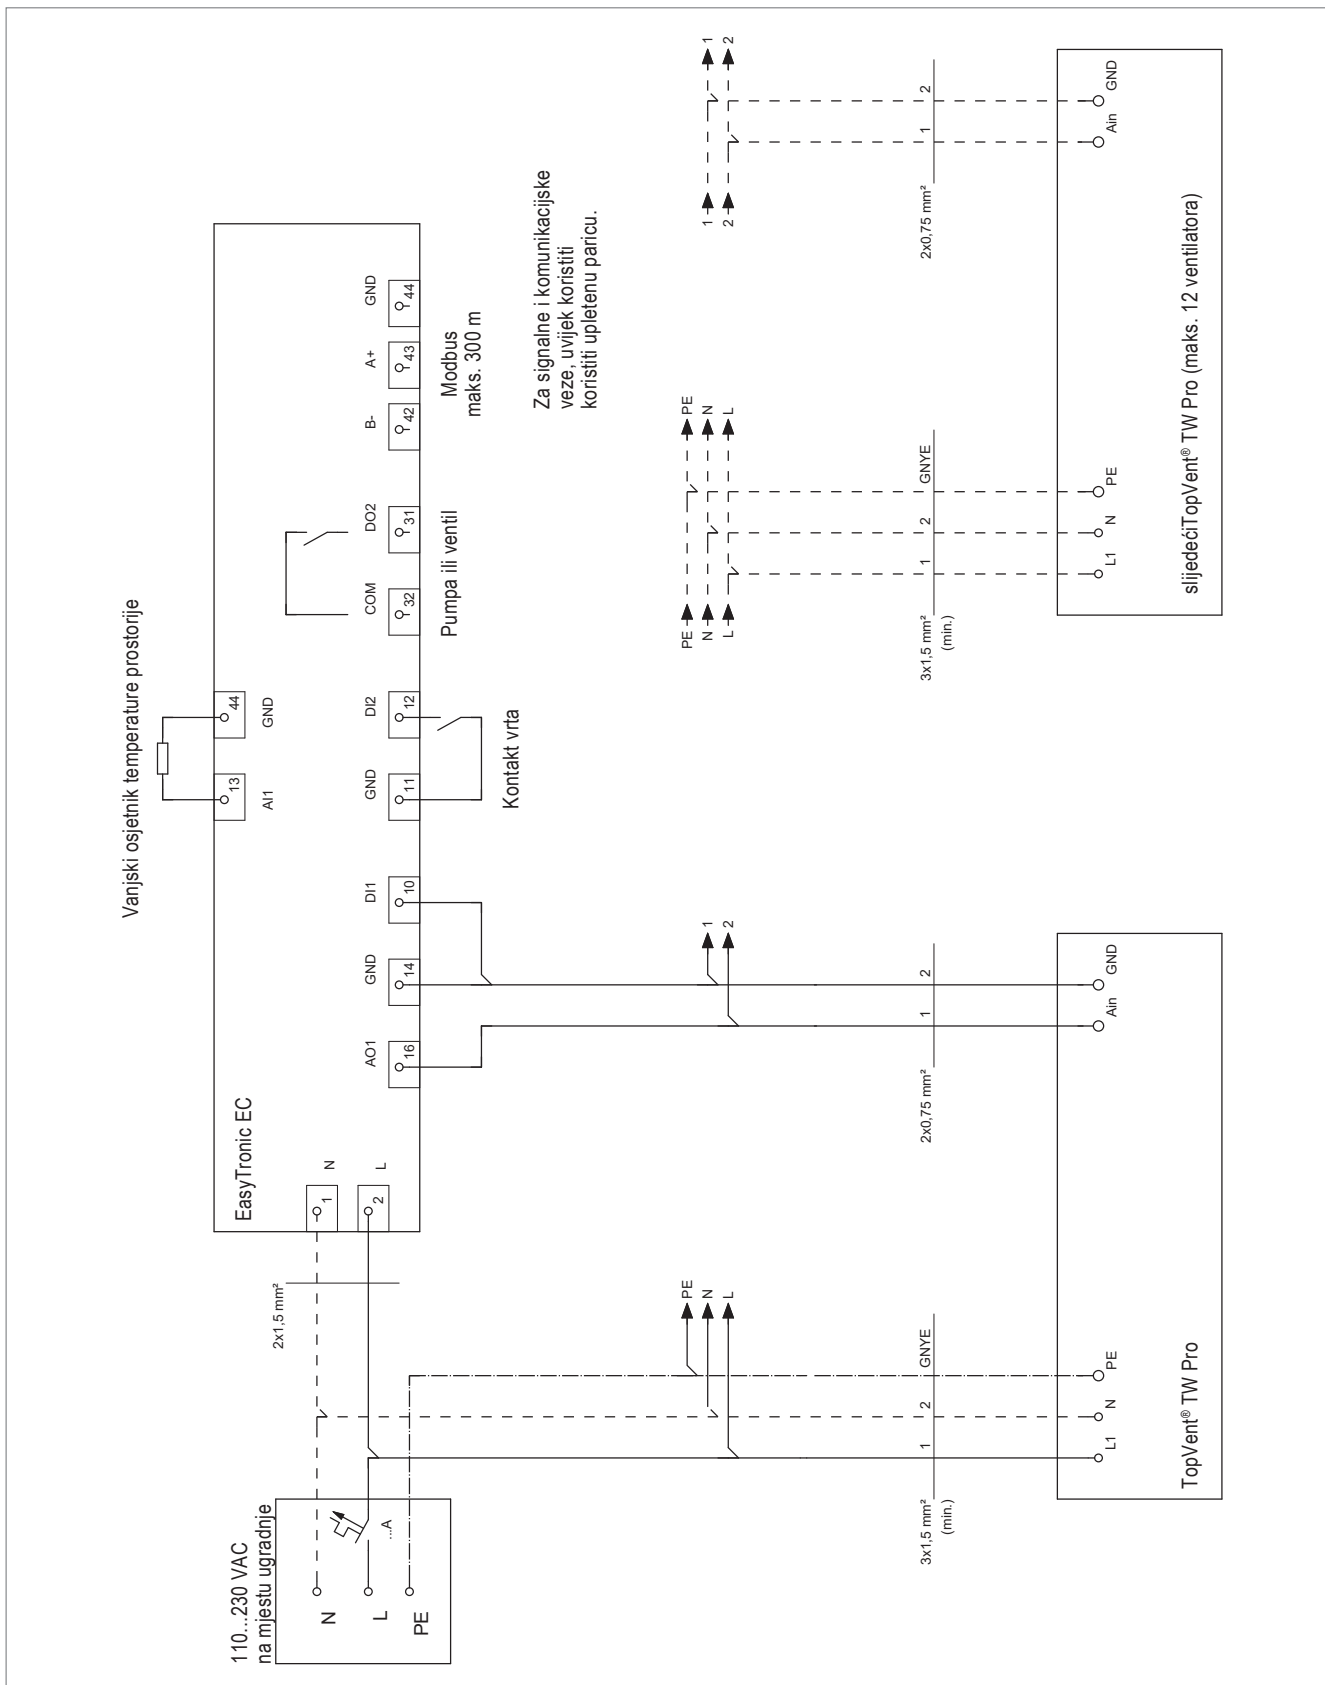 Vanjski osjetnik temperature prostorije
EasyTronic EC
13
AI1
44
GND
1
N
2
L
AO1
16
GND
14
DI1
10
GND
11
DI2
12
COM
32
DO2
31
B-
42
A+
43
GND
44
Kontakt vrta
Pumpa ili ventil
Modbus
maks. 300 m
Za signalne i komunikacijske
veze, uvijek koristiti
koristiti upletenu paricu.
110...230 VAC
na mjestu ugradnje
N
L
PE
...A
2x1,5 mm²
PE
N
L
1
2
PE
N
L
PE
N
L
1
2
1
2
3x1,5 mm²
(min.)
1
2
GNYE
2x0,75 mm²
1
2
3x1,5 mm²
(min.)
1
2
GNYE
2x0,75 mm²
1
2
L1
N
PE
Ain
GND
TopVent® TW Pro
L1
N
PE
Ain
GND
slijedećiTopVent® TW Pro (maks. 12 ventilatora)